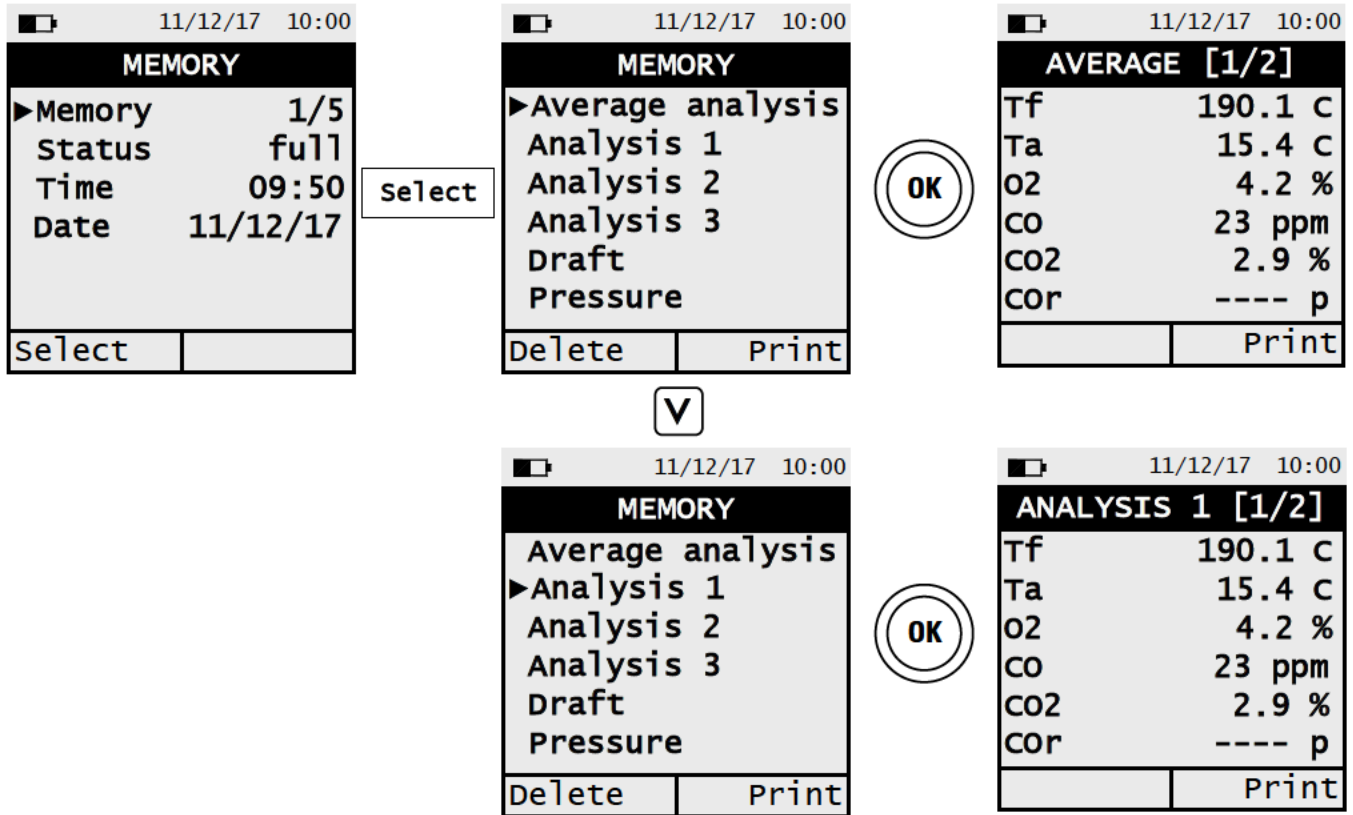 11/12/17 10:00
MEMORY
►Memory 1/5
Status full
Time 09:50
Date 11/12/17
Select
Select
11/12/17 10:00
MEMORY
►Average analysis
Analysis 1
Analysis 2
Analysis 3
Draft
Pressure
Delete Print
OK
11/12/17 10:00
AVERAGE [1/2]
Tf 190.1 C
Ta 15.4 C
O2 4.2 %
CO 23 ppm
CO2 2.9 %
COr ---- p
Print
V
11/12/17 10:00
MEMORY
Average analysis
►Analysis 1
Analysis 2
Analysis 3
Draft
Pressure
Delete Print
OK
11/12/17 10:00
ANALYSIS 1 [1/2]
Tf 190.1 C
Ta 15.4 C
O2 4.2 %
CO 23 ppm
CO2 2.9 %
COr ---- p
Print